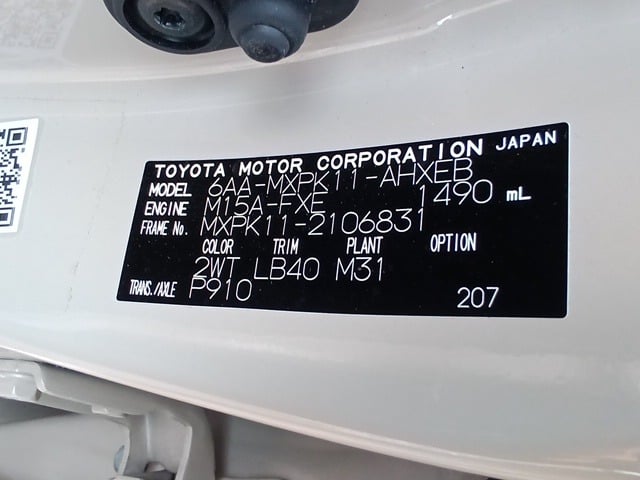 TOYOTA MOTOR CORPORATION JAPAN
MODEL 6AA-MXPK11-AHXEB
ENGINE M15A-FXE 1490 mL
FRAME No. MXPK11-2106831
COLOR TRIM PLANT OPTION
2WT LB40 M31
TRANS./AXLE P910 207